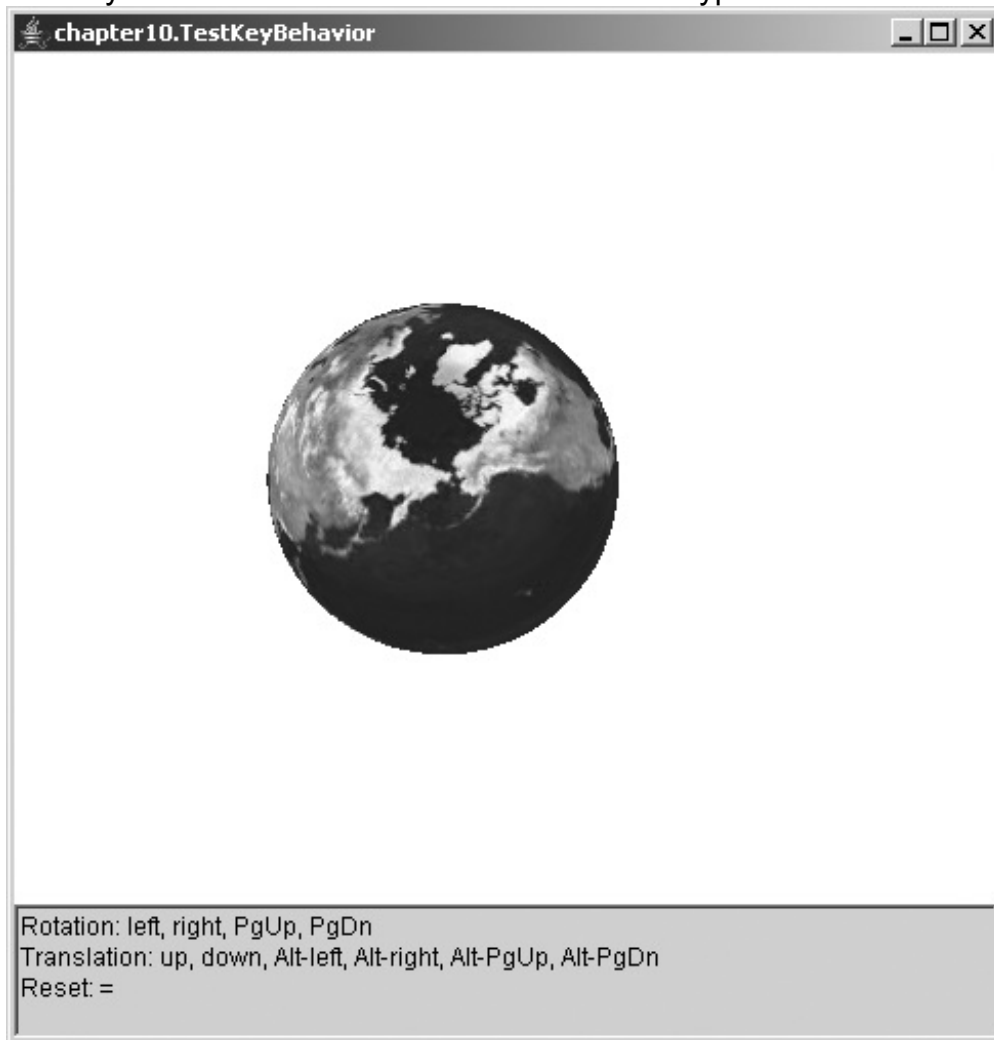 chapter10.TestKeyBehavior
Rotation: left, right, PgUp, PgDn
Translation: up, down, Alt-left, Alt-right, Alt-PgUp, Alt-PgDn
Reset: =